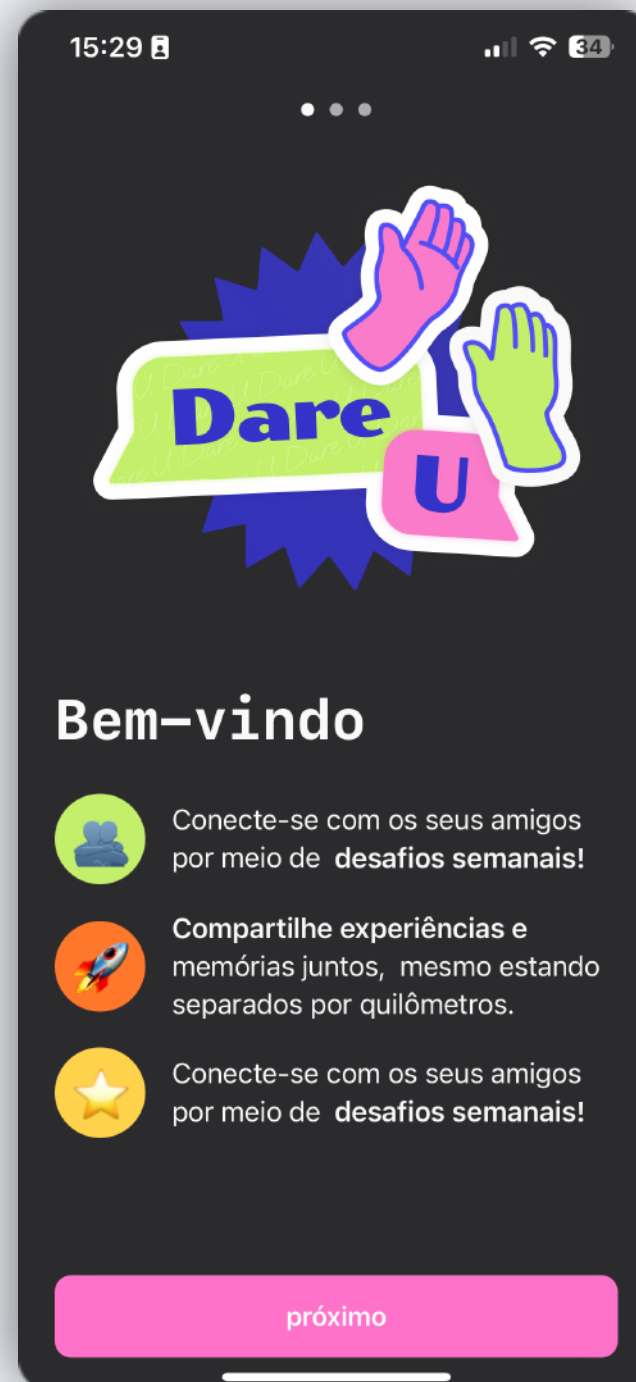 15:29
34
Dare
U
Bem-vindo
Conecte-se com os seus amigos
por meio de desafios semanais!
Compartilhe experiências e
memórias juntos, mesmo estando
separados por quilômetros.
Conecte-se com os seus amigos
por meio de desafios semanais!
próximo